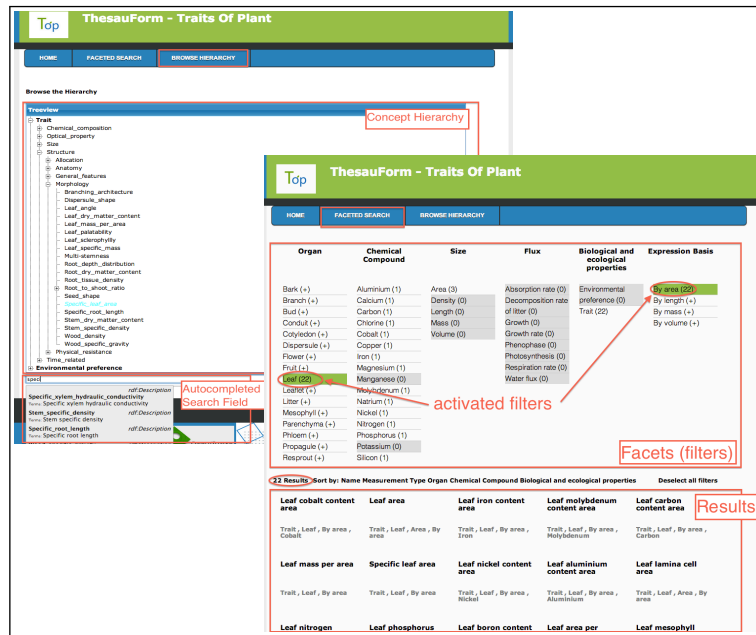 Top
ThesauForm - Traits Of Plant
HOME FACETED SEARCH BROWSE HIERARCHY
Browse the Hierarchy
Treeview
Concept Hierarchy
Trait
Chemical_composition
Optical_property
Size
Structure
Allocation
Anatomy
General_features
Morphology
Branching_architecture
Dispersule_shape
Leaf_angle
Leaf_dry_matter_content
Leaf_mass_per_area
Leaf_palatability
Leaf_sclerophylly
Leaf_specific_mass
Multi-stemness
Root_depth_distribution
Root_dry_matter_content
Root_tissue_density
Root_to_shoot_ratio
Seed_shape
Specific_leaf_area
Specific_root_length
Stem_dry_matter_content
Stem_specific_density
Wood_density
Wood_specific_gravity
Physical_resistance
Time_related
Environmental preference
spec
rdf:Description
Specific_xylem_hydraulic_conductivity
Terms: Specific xylem hydraulic conductivity
Stem_specific_density rdf:Description
Terms: Stem specific density
Specific_root_length rdf:Description
Terms: Specific root length
Autocompleted
Search Field
Top
ThesauForm - Traits Of Plant
HOME FACETED SEARCH BROWSE HIERARCHY
Organ
Bark (+)
Branch (+)
Bud (+)
Conduit (+)
Cotyledon (+)
Dispersule (+)
Flower (+)
Fruit (+)
Leaf (22)
Leaflet (+)
Litter (+)
Mesophyll (+)
Parenchyma (+)
Phloem (+)
Propagule (+)
Resprout (+)
Chemical
Compound
Aluminium (1)
Calcium (1)
Carbon (1)
Chlorine (1)
Cobalt (1)
Copper (1)
Iron (1)
Magnesium (1)
Manganese (0)
Molybdenum (1)
Natrium (1)
Nickel (1)
Nitrogen (1)
Phosphorus (1)
Potassium (0)
Silicon (1)
Size
Area (3)
Density (0)
Length (0)
Mass (0)
Volume (0)
Flux
Absorption rate (0)
Decomposition rate
of litter (0)
Growth (0)
Growth rate (0)
Phenophase (0)
Photosynthesis (0)
Respiration rate (0)
Water flux (0)
Biological and
ecological
properties
Environmental
preference (0)
Trait (22)
Expression Basis
By area (22)
By length (+)
By mass (+)
By volume (+)
activated filters
Facets (filters)
22 Results Sort by: Name Measurement Type Organ Chemical Compound Biological and ecological properties Deselect all filters
Results
Leaf cobalt content
area
Trait , Leaf , By area ,
Cobalt
Leaf area
Trait , Leaf , Area , By
area
Leaf iron content
area
Trait , Leaf , By area ,
Iron
Leaf molybdenum
content area
Trait , Leaf , By area ,
Molybdenum
Leaf carbon
content area
Trait , Leaf , By area ,
Carbon
Leaf mass per area
Trait , Leaf , By area
Specific leaf area
Trait , Leaf , By area
Leaf nickel content
area
Trait , Leaf , By area ,
Nickel
Leaf aluminium
content area
Trait , Leaf , By area ,
Aluminium
Leaf lamina cell
area
Trait , Leaf , Area , By
area
Leaf nitrogen
Leaf phosphorus
Leaf boron content
Leaf area per
Leaf mesophyll